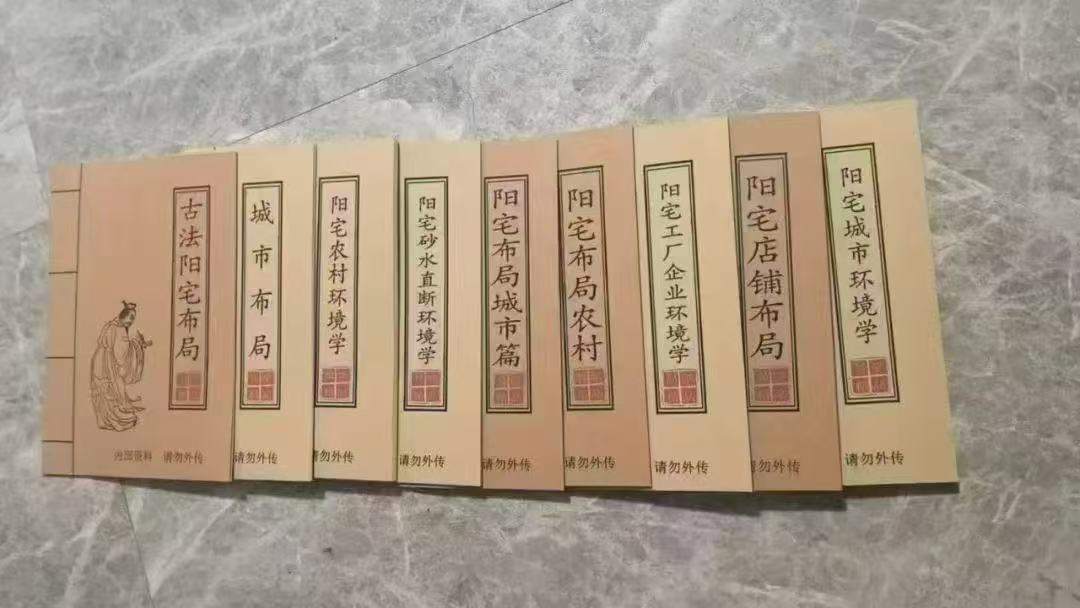 古法阳宅布局
内部资料 请勿外传
城市布局
请勿外传
阳宅农村环境学
请勿外传
阳宅砂水直断环境学
请勿外传
阳宅布局城市篇
请勿外传
阳宅布局农村
请勿外传
阳宅工厂企业环境学
请勿外传
阳宅店铺布局
请勿外传
阳宅城市环境学
请勿外传